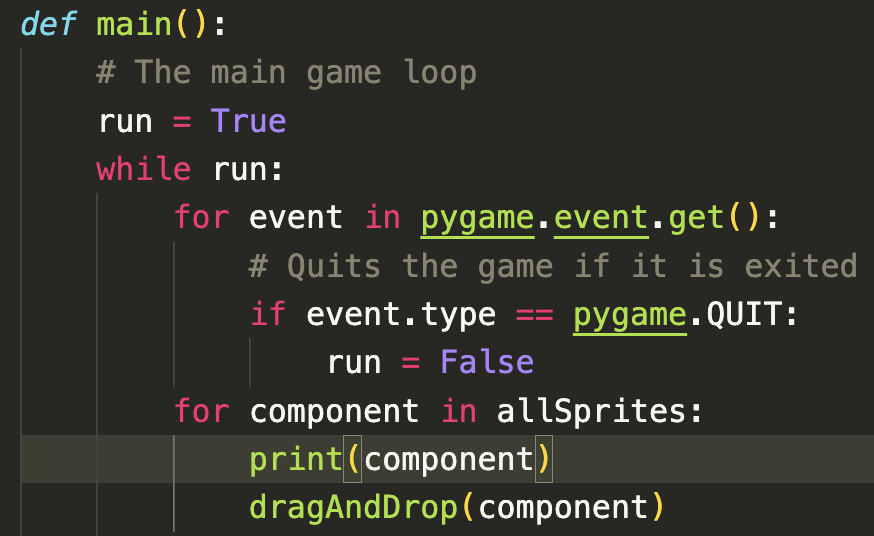 def main():
    # The main game loop
    run = True
    while run:
        for event in pygame.event.get():
            # Quits the game if it is exited
            if event.type == pygame.QUIT:
                run = False
        for component in allSprites:
            print(component)
            dragAndDrop(component)